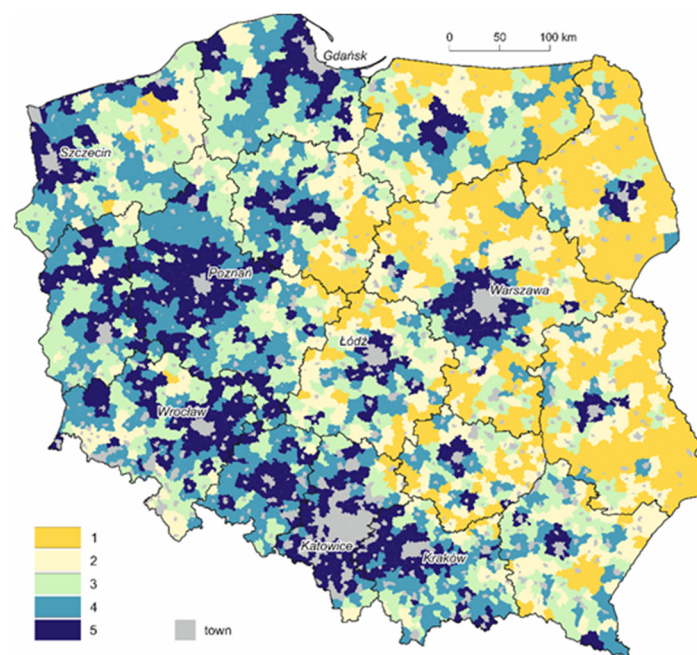 Gdańsk
0 50 100 km
Szczecin
Poznań
Warszawa
Łódź
Wrocław
Katowice
Kraków
1
2
3
4
5
town